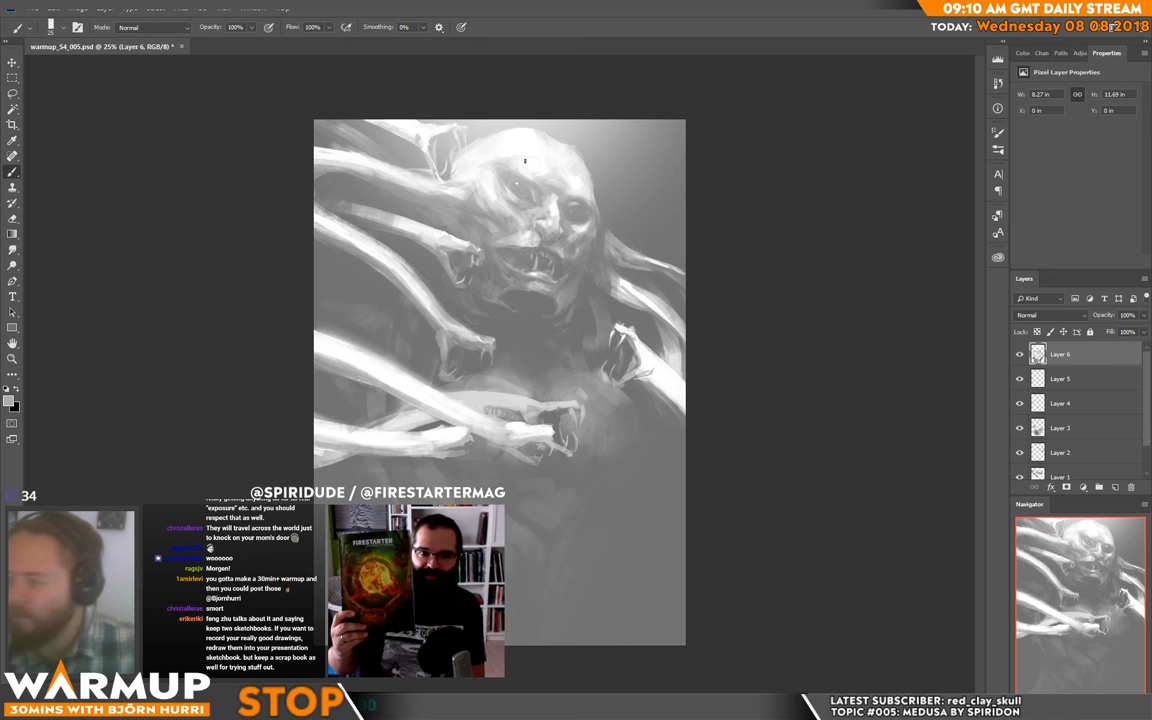 09:10 AM GMT DAILY STREAM
TODAY: Wednesday 08 08 2018
25
Mode: Normal
Opacity: 100%
Flow: 100%
Smoothing: 0%
warmup_S4_005.psd @ 25% (Layer 6, RGB/8) *
Properties
Pixel Layer Properties
W: 8.27 in
H: 11.69 in
X: 0 in
Y: 0 in
Layers
Kind
Normal
Opacity: 100%
Lock:
Fill: 100%
Layer 6
Layer 5
Layer 4
Layer 3
Layer 2
Layer 1
Navigator
34
@SPIRIDUDE / @FIRESTARTERMAG
"exposure" etc. and you should
respect that as well.
christalleras They will travel across the world just
to knock on your mom's door
woooooo
ragsjv Morgen!
1amirlevi you gotta make a 30min+ warmup and
then you could post those
@Bjornhurri
christalleras smort
erikeriki feng zhu talks about it and saying
keep two sketchbooks. If you want to
record your really good drawings,
redraw them into your presentation
sketchbook. but keep a scrap book as
well for trying stuff out.
FIRESTARTER
WARMUP
30MINS WITH BJÖRN HURRI
STOP
LATEST SUBSCRIBER: red_clay_skull
TOPIC #005: MEDUSA BY SPIRIDON